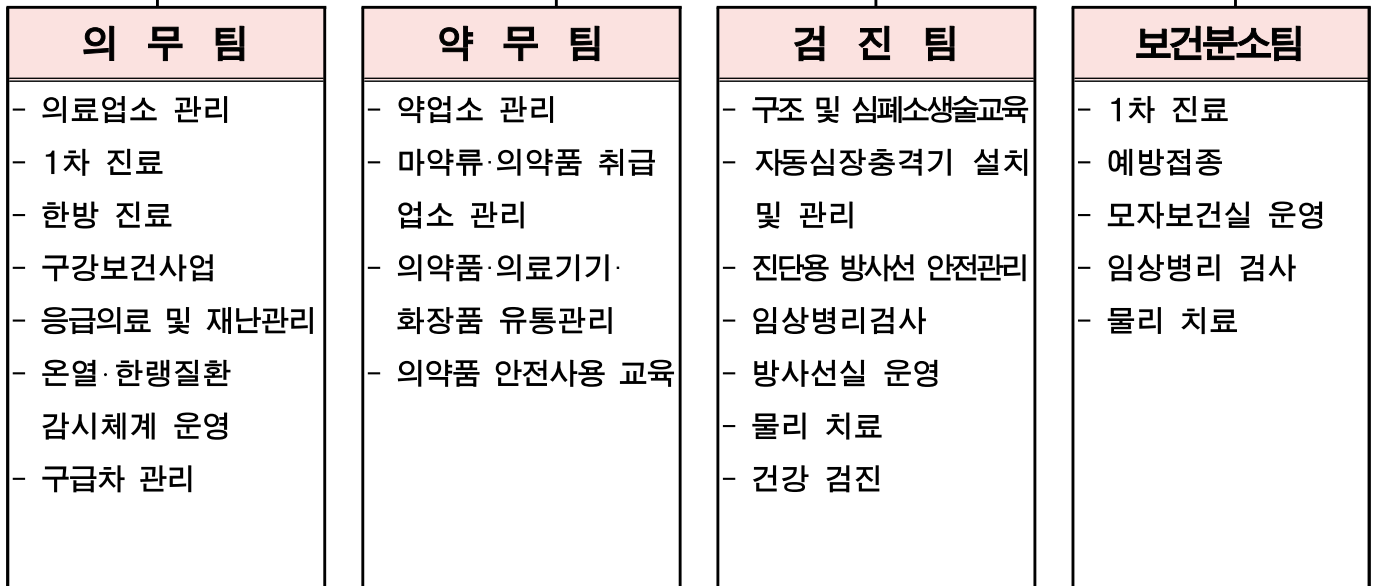 의 무 팀
- 의료업소 관리
- 1차 진료
- 한방 진료
- 구강보건사업
- 응급의료 및 재난관리
- 온열·한랭질환
감시체계 운영
- 구급차 관리
약 무 팀
- 약업소 관리
- 마약류·의약품 취급
업소 관리
- 의약품·의료기기·
화장품 유통관리
- 의약품 안전사용 교육
검 진 팀
- 구조 및 심폐소생술교육
- 자동심장충격기 설치
및 관리
- 진단용 방사선 안전관리
- 임상병리검사
- 방사선실 운영
- 물리 치료
- 건강 검진
보건분소팀
- 1차 진료
- 예방접종
- 모자보건실 운영
- 임상병리 검사
- 물리 치료